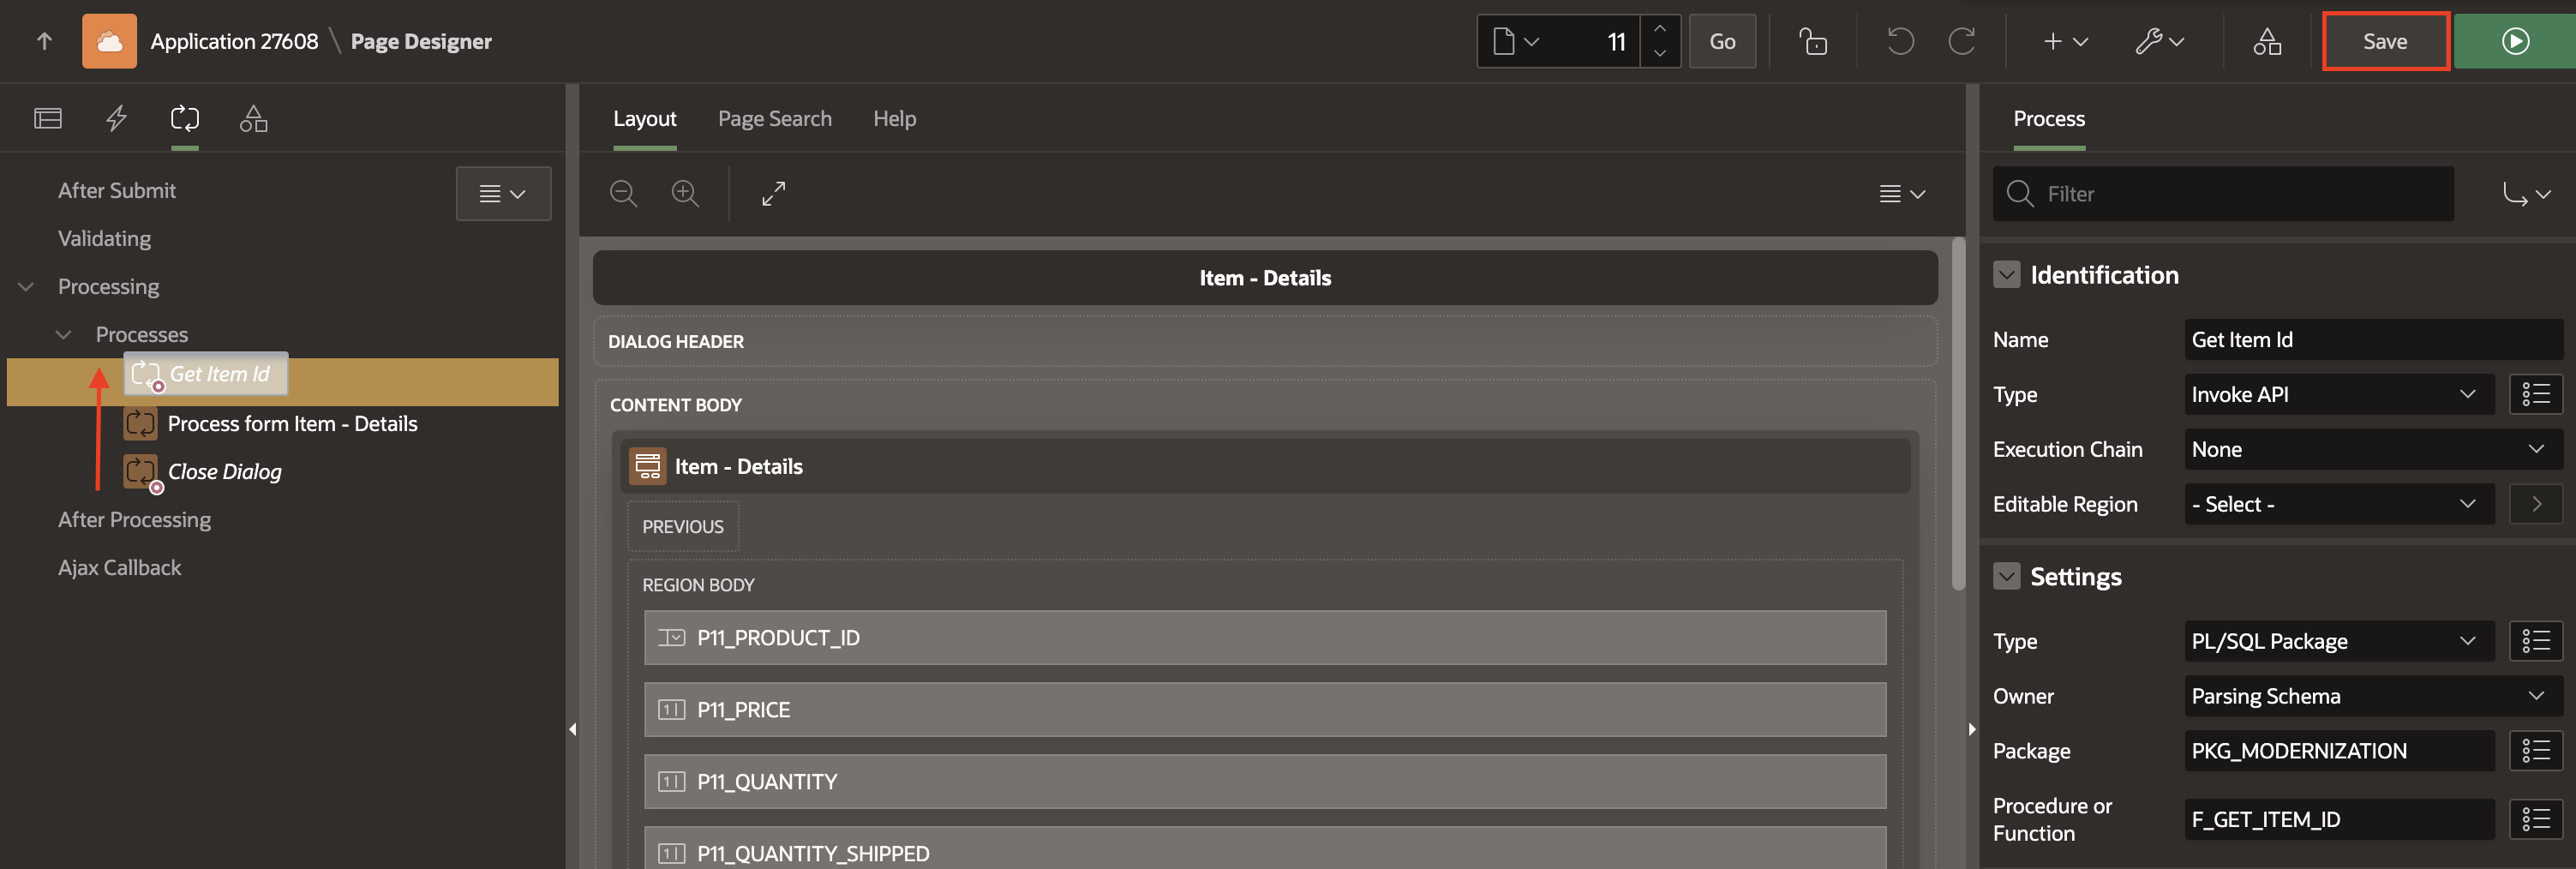 Application 27608 \ Page Designer
11
Go
Save
After Submit
Validating
Processing
Processes
Get Item Id
Process form Item - Details
Close Dialog
After Processing
Ajax Callback
Layout
Page Search
Help
Item - Details
DIALOG HEADER
CONTENT BODY
Item - Details
PREVIOUS
REGION BODY
P11_PRODUCT_ID
P11_PRICE
P11_QUANTITY
P11_QUANTITY_SHIPPED
Process
Filter
Identification
Name Get Item Id
Type Invoke API
Execution Chain None
Editable Region - Select -
Settings
Type PL/SQL Package
Owner Parsing Schema
Package PKG_MODERNIZATION
Procedure or
Function
F_GET_ITEM_ID